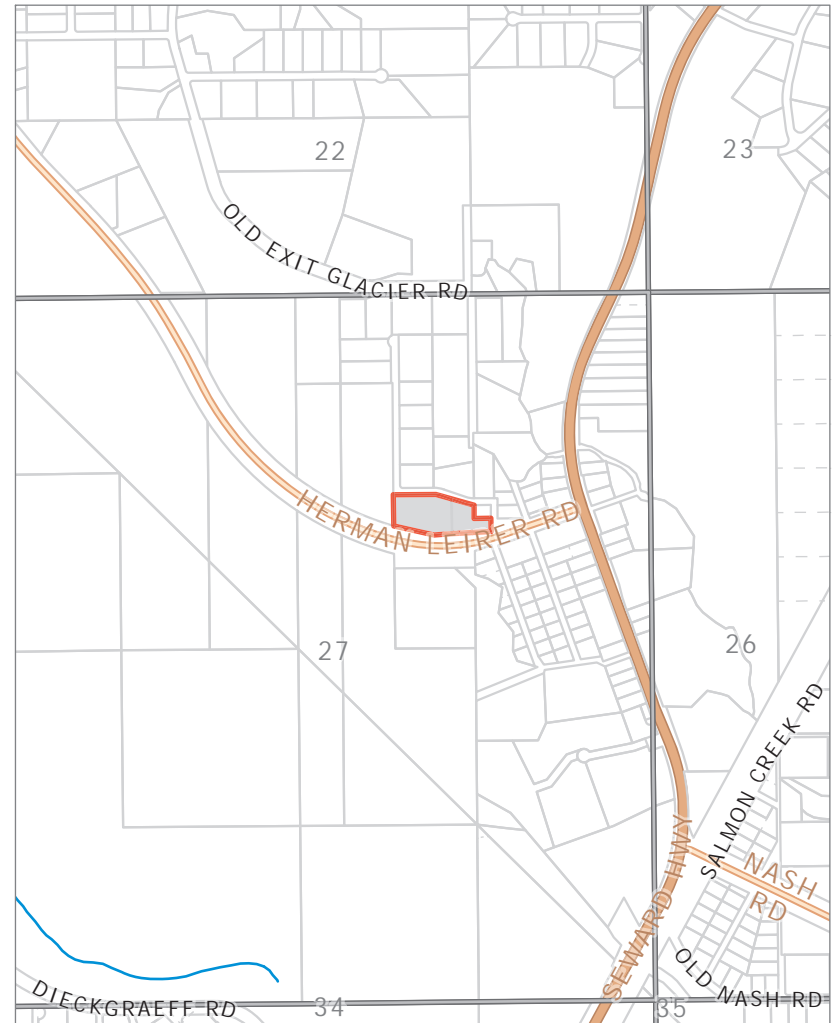 22
23
OLD EXIT GLACIER RD
HERMAN LEIRER RD
27
26
SALMON CREEK RD
NASH
RD
SEWARD HWY
OLD NASH RD
DIECKGRAEFF RD
34
35